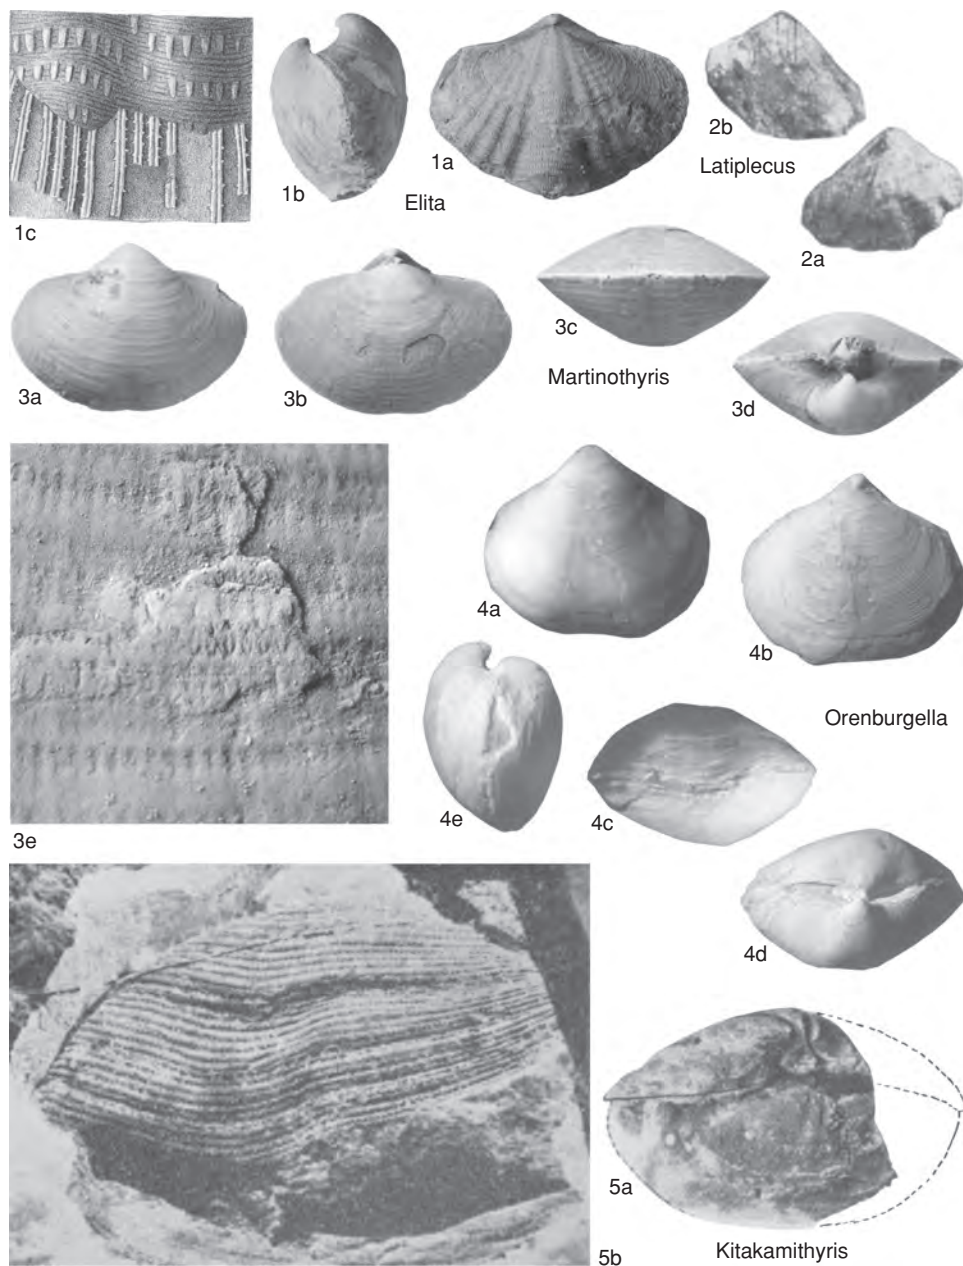 1c
1b
1a
Elita
2b
Latiplecus
2a
3a
3b
3c
Martinothyris
3d
3e
4a
4b
Orenburgella
4e
4c
4d
5a
5b
Kitakamithyris